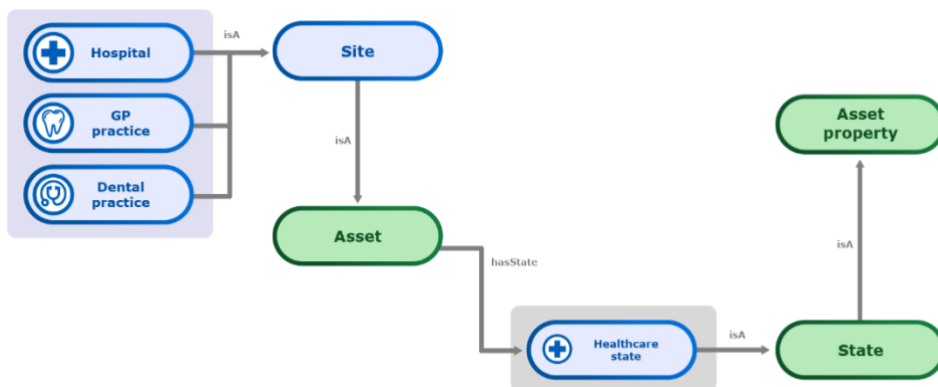 Hospital
isA
Site
GP
practice
Dental
practice
isA
Asset
hasState
Healthcare
state
isA
State
isA
Asset
property